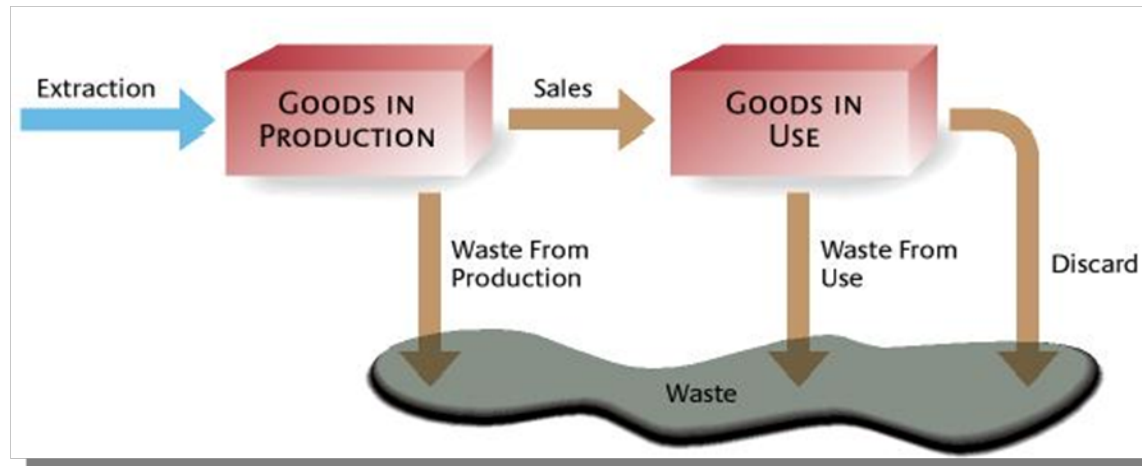 Extraction
GOODS IN
PRODUCTION
Sales
GOODS IN
USE
Waste From
Production
Waste From
Use
Discard
Waste